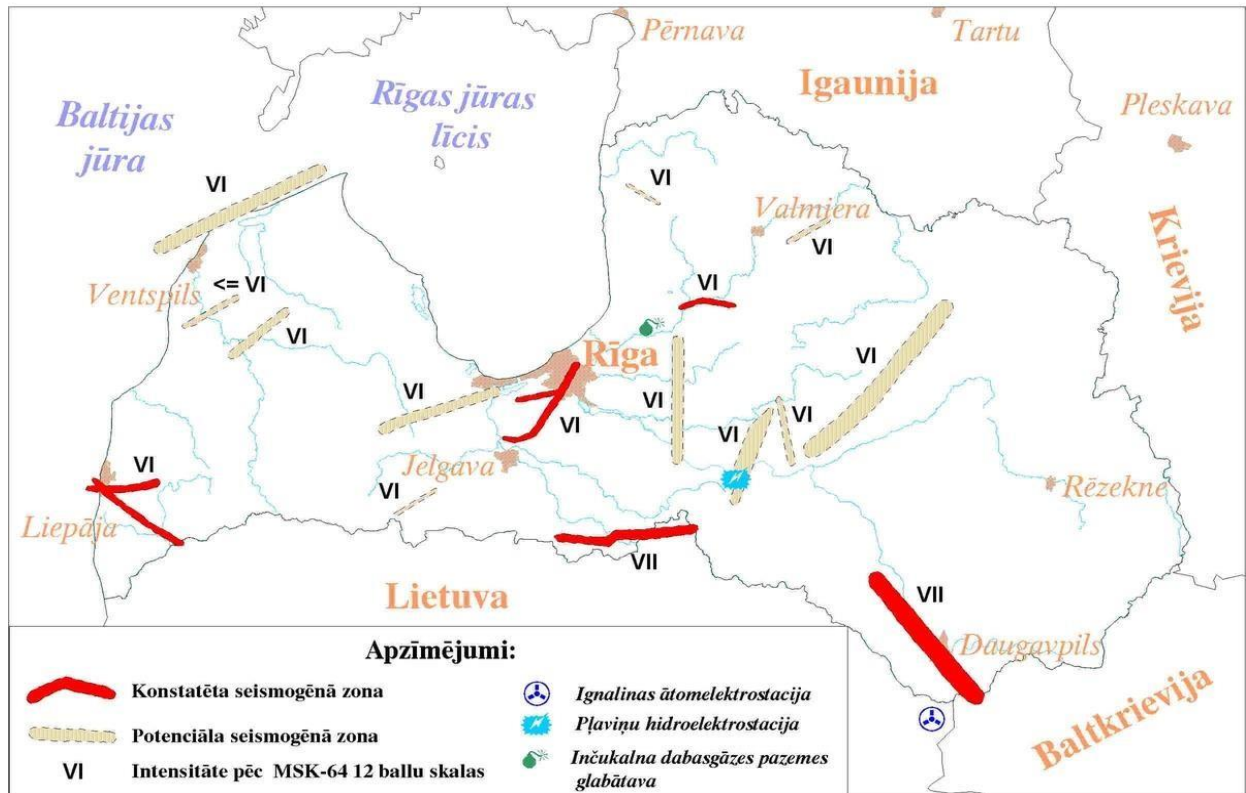 Pērnava
Tartu
Igaunija
Rīgas jūras
līcis
Baltijas
jūra
Pleskava
Krievija
VI
VI
Valmiera
VI
Ventspils
<= VI
VI
VI
Rīga
VI
VI
VI
VI
VI
VI
VI
Jelgava
VI
Rēzekne
Liepāja
VII
VII
Lietuva
Daugavpils
Baltkrievija
Apzīmējumi:
Konstatēta seismogēnā zona
Potenciāla seismogēnā zona
VI Intensitāte pēc MSK-64 12 ballu skalas
Ignalinas ātomelektrostacija
Pļaviņu hidroelektrostacija
Inčukalna dabasgāzes pazemes
glabātava